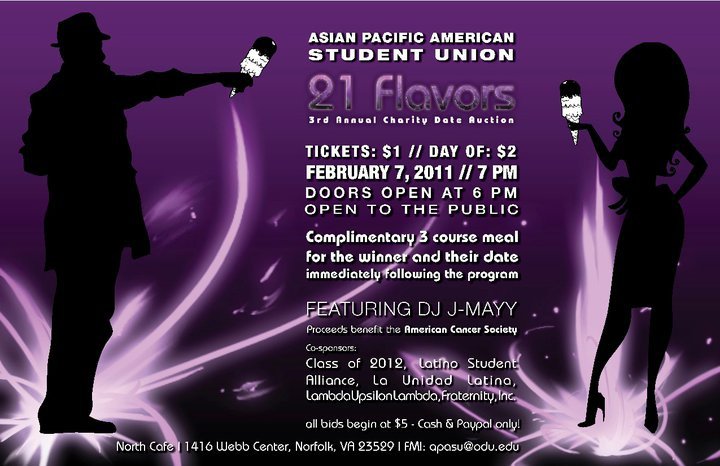 ASIAN PACIFIC AMERICAN
STUDENT UNION
21 Flavors
3rd Annual Charity Date Auction
TICKETS: $1 // DAY OF: $2
FEBRUARY 7, 2011 // 7 PM
DOORS OPEN AT 6 PM
OPEN TO THE PUBLIC
Complimentary 3 course meal
for the winner and their date
immediately following the program
FEATURING DJ J-MAYY
Proceeds benefit the American Cancer Society
Co-sponsors:
Class of 2012, Latino Student
Alliance, La Unidad Latina,
Lambda Upsilon Lambda, Fraternity, Inc.
all bids begin at $5 - Cash & Paypal only!
North Cafe | 1416 Webb Center, Norfolk, VA 23529 | FMI: apasu@odu.edu